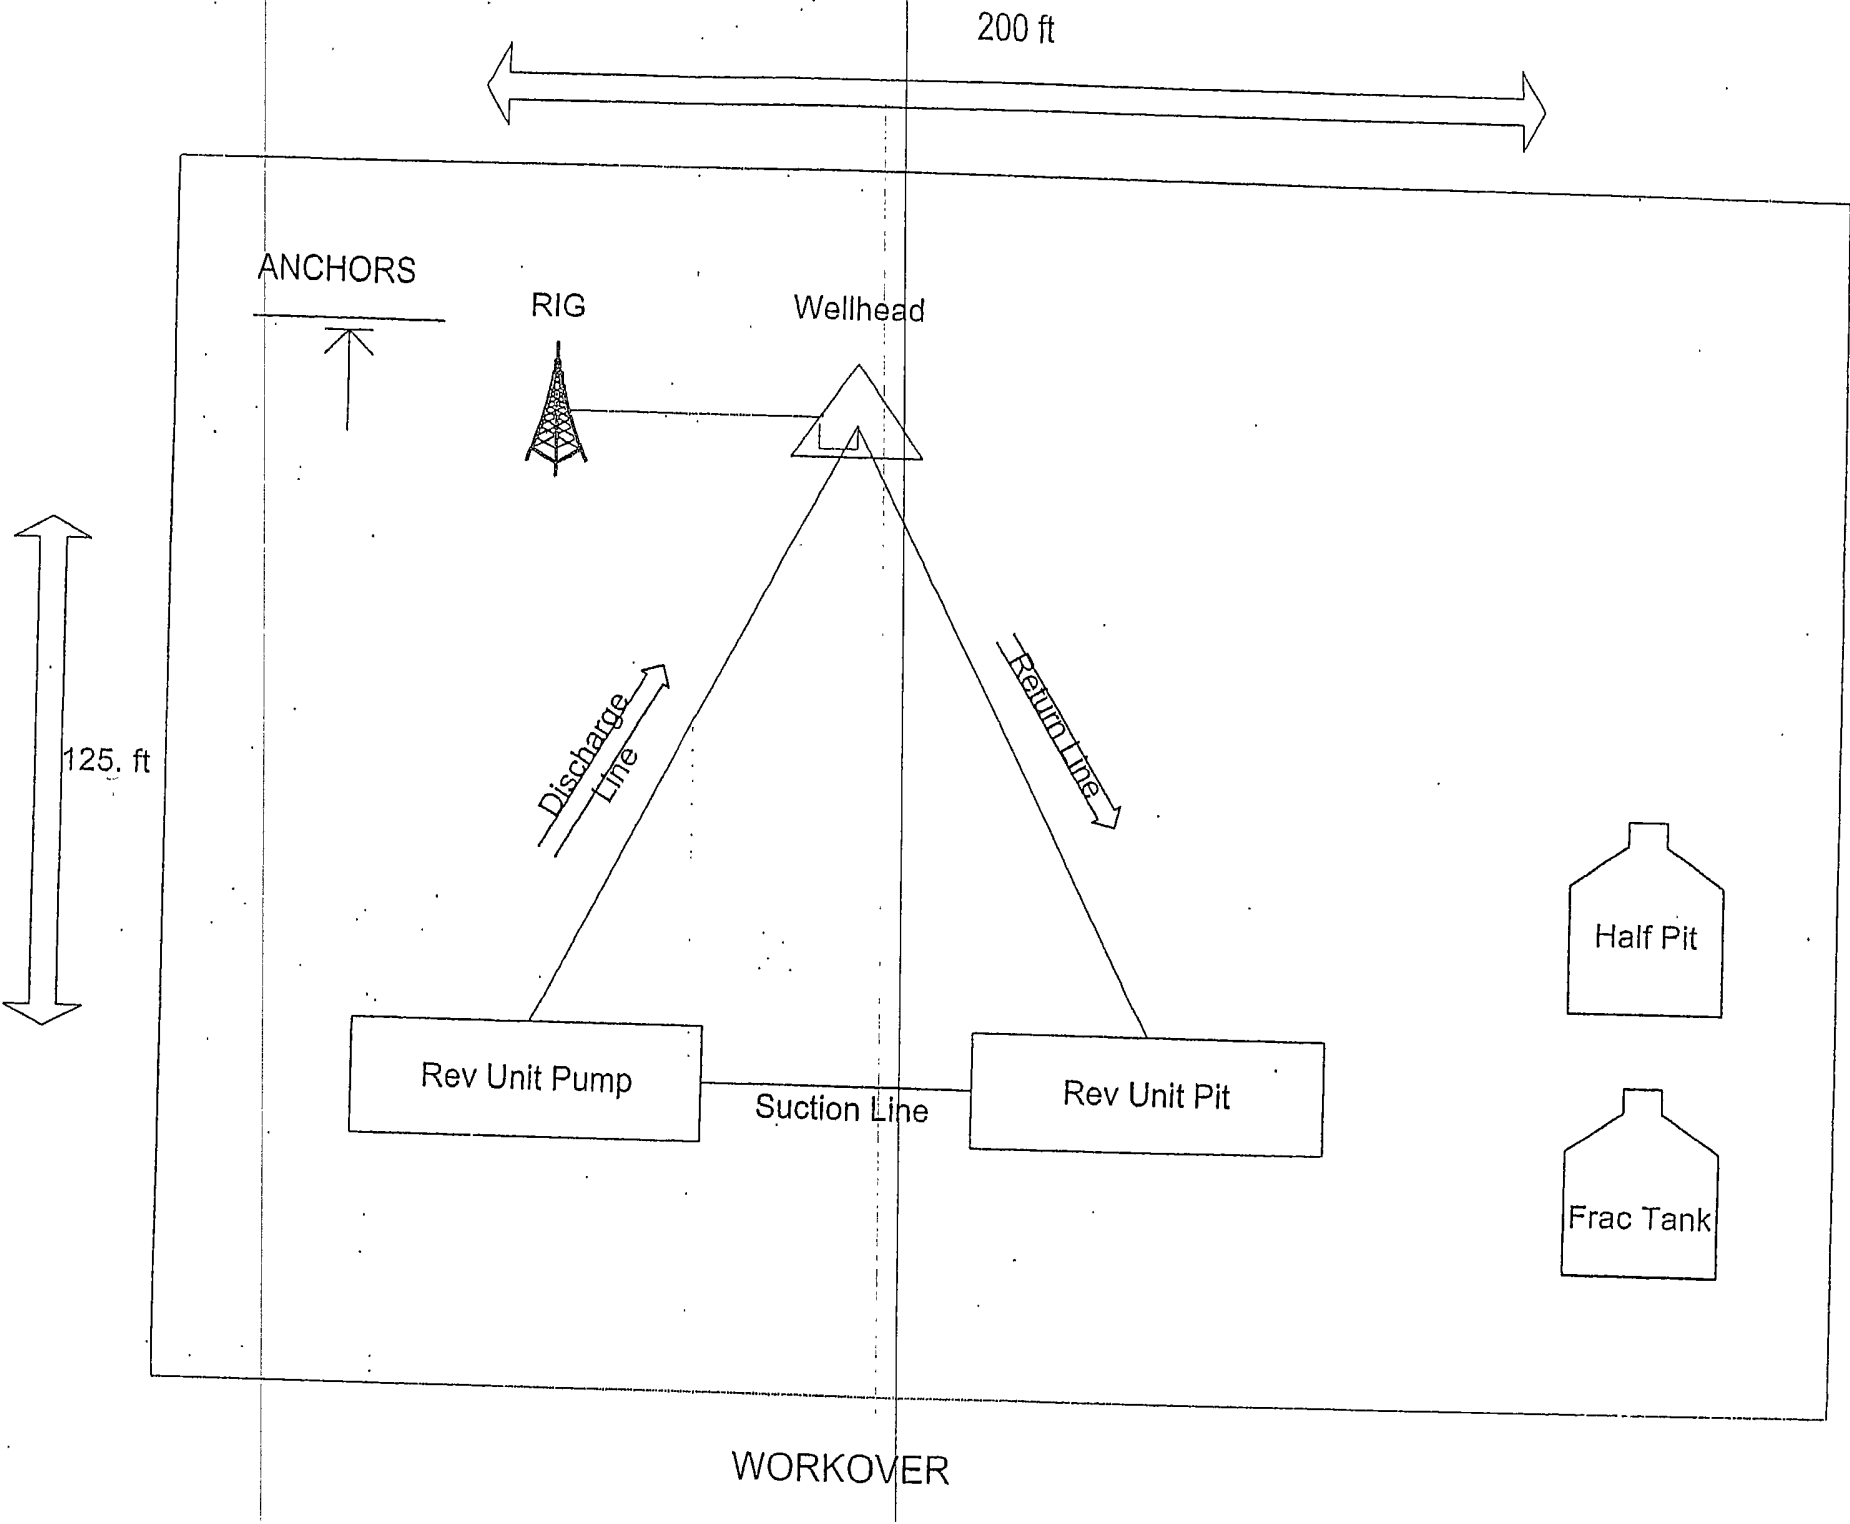 200 ft
ANCHORS
RIG
Wellhead
125. ft
Discharge
Line
Return Line
Half Pit
Rev Unit Pump
Suction Line
Rev Unit Pit
Frac Tank
WORKOVER